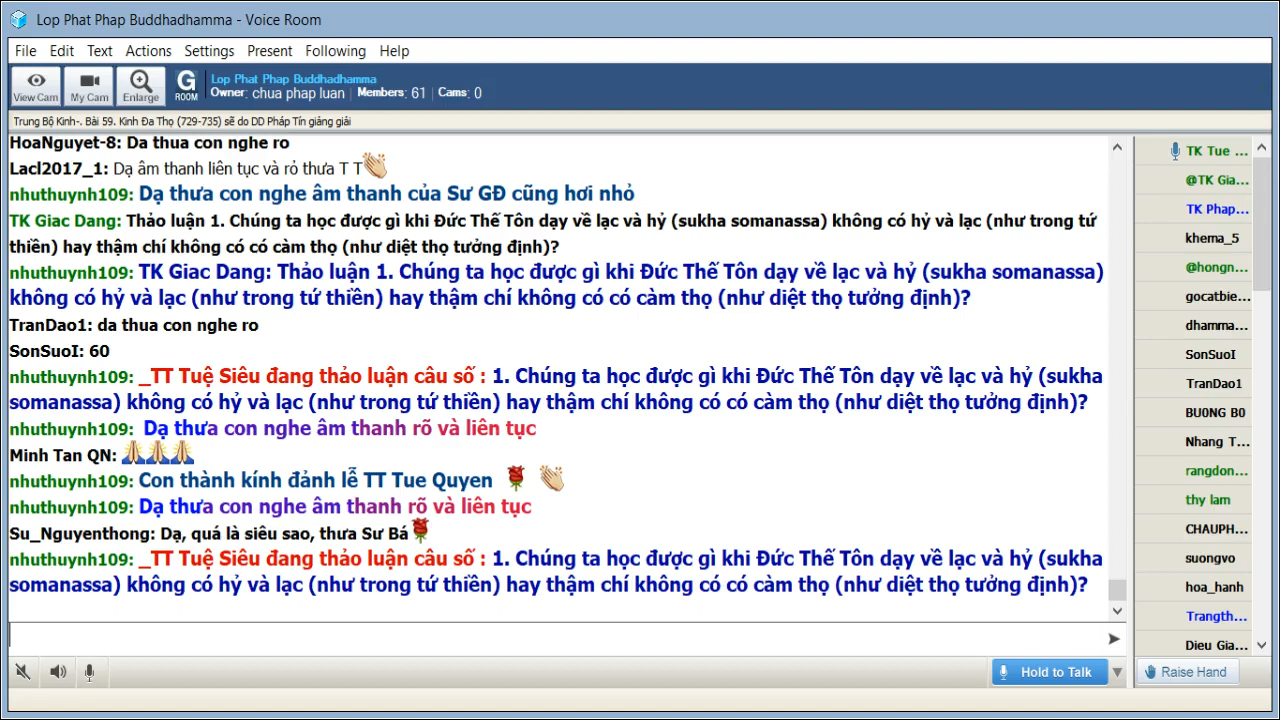 Lop Phat Phap Buddhadhamma - Voice Room
File Edit Text Actions Settings Present Following Help
View Cam My Cam Enlarge G ROOM
Lop Phat Phap Buddhadhamma
Owner: chua phap luan Members: 61 Cams: 0
Trung Bộ Kinh-. Bài 59. Kinh Đa Thọ (729-735) sẽ do DD Pháp Tín giảng giải
HoaNguyet-8: Da thua con nghe ro
Lacl2017_1: Dạ âm thanh liên tục và rỏ thưa T T
nhuthuynh109: Dạ thưa con nghe âm thanh của Sư GĐ cũng hơi nhỏ
TK Giac Dang: Thảo luận 1. Chúng ta học được gì khi Đức Thế Tôn dạy về lạc và hỷ (sukha somanassa) không có hỷ và lạc (như trong tứ
thiền) hay thậm chí không có có cảm thọ (như diệt thọ tưởng định)?
nhuthuynh109: TK Giac Dang: Thảo luận 1. Chúng ta học được gì khi Đức Thế Tôn dạy về lạc và hỷ (sukha somanassa)
không có hỷ và lạc (như trong tứ thiền) hay thậm chí không có có cảm thọ (như diệt thọ tưởng định)?
TranDao1: da thua con nghe ro
SonSuoI: 60
nhuthuynh109: _TT Tuệ Siêu đang thảo luận câu số : 1. Chúng ta học được gì khi Đức Thế Tôn dạy về lạc và hỷ (sukha
somanassa) không có hỷ và lạc (như trong tứ thiền) hay thậm chí không có có cảm thọ (như diệt thọ tưởng định)?
nhuthuynh109: Dạ thưa con nghe âm thanh rõ và liên tục
Minh Tan QN:
nhuthuynh109: Con thành kính đảnh lễ TT Tue Quyen
nhuthuynh109: Dạ thưa con nghe âm thanh rõ và liên tục
Su_Nguyenthong: Dạ, quá là siêu sao, thưa Sư Bá
nhuthuynh109: _TT Tuệ Siêu đang thảo luận câu số : 1. Chúng ta học được gì khi Đức Thế Tôn dạy về lạc và hỷ (sukha
somanassa) không có hỷ và lạc (như trong tứ thiền) hay thậm chí không có có cảm thọ (như diệt thọ tưởng định)?
TK Tue ...
@TK Gia...
TK Phap...
khema_5
@hongn...
gocatbie...
dhamma...
SonSuoI
TranDao1
BU0NG B0
Nhang T...
rangdon...
thy lam
CHAUPH...
suongvo
hoa_hanh
Trangth...
Dieu Gia...
Hold to Talk
Raise Hand